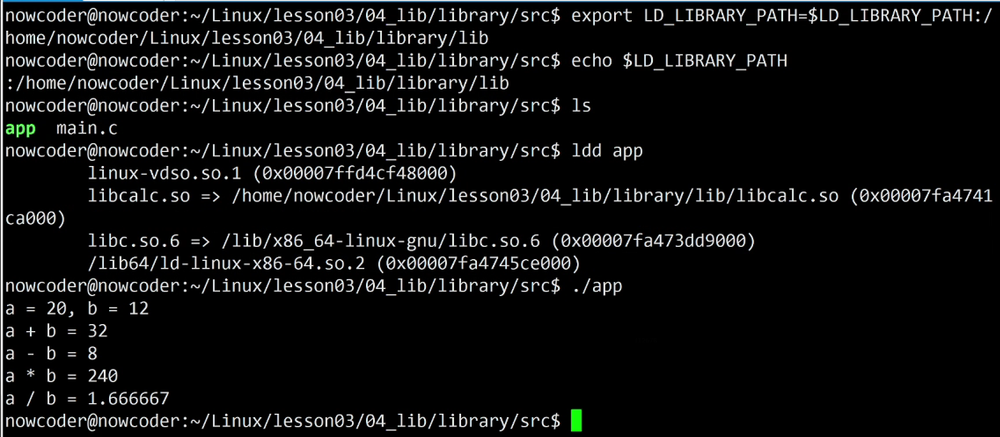 nowcoder@nowcoder:~/Linux/lesson03/04_lib/library/src$ export LD_LIBRARY_PATH=$LD_LIBRARY_PATH:/
home/nowcoder/Linux/lesson03/04_lib/library/lib
nowcoder@nowcoder:~/Linux/lesson03/04_lib/library/src$ echo $LD_LIBRARY_PATH
:/home/nowcoder/Linux/lesson03/04_lib/library/lib
nowcoder@nowcoder:~/Linux/lesson03/04_lib/library/src$ ls
app  main.c
nowcoder@nowcoder:~/Linux/lesson03/04_lib/library/src$ ldd app
        linux-vdso.so.1 (0x00007ffd4cf48000)
        libcalc.so => /home/nowcoder/Linux/lesson03/04_lib/library/lib/libcalc.so (0x00007fa4741
ca000)
        libc.so.6 => /lib/x86_64-linux-gnu/libc.so.6 (0x00007fa473dd9000)
        /lib64/ld-linux-x86-64.so.2 (0x00007fa4745ce000)
nowcoder@nowcoder:~/Linux/lesson03/04_lib/library/src$ ./app
a = 20, b = 12
a + b = 32
a - b = 8
a * b = 240
a / b = 1.666667
nowcoder@nowcoder:~/Linux/lesson03/04_lib/library/src$